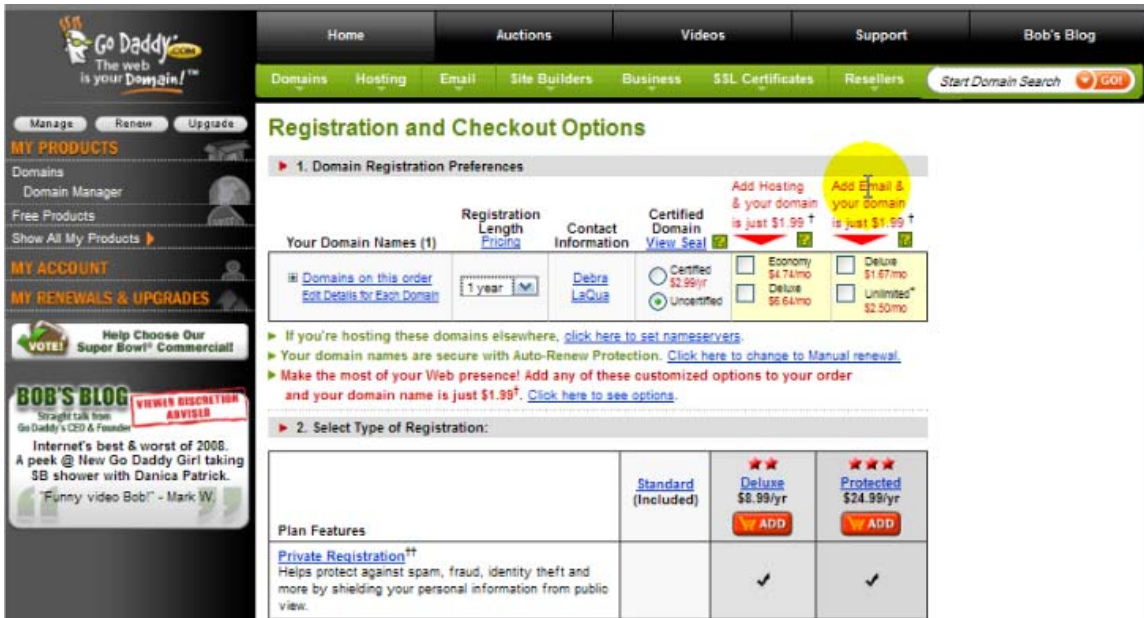 Go Daddy.COM
The web
is your Domain!™
Home Auctions Videos Support Bob's Blog
Domains Hosting Email Site Builders Business SSL Certificates Resellers Start Domain Search GO!
Manage Renew Upgrade
MY PRODUCTS
Domains
Domain Manager
Free Products
Show All My Products
MY ACCOUNT
MY RENEWALS & UPGRADES
VOTE!
Help Choose Our
Super Bowl® Commercial!
BOB'S BLOG
VIEWER DISCRETION
ADVISED
Straight talk from
Go Daddy's CEO & Founder
Internet's best & worst of 2008.
A peek @ New Go Daddy Girl taking
SB shower with Danica Patrick.
"Funny video Bob!" - Mark W.
Registration and Checkout Options
1. Domain Registration Preferences
Your Domain Names (1)
Registration
Length
Pricing
Contact
Information
Certified
Domain
View Seal
Add Hosting
& your domain
is just $1.99 †
Add Email &
your domain
is just $1.99 †
Domains on this order
Edit Details for Each Domain
1 year
Debra
LaQua
Certified
$2.99/yr
Uncertified
Economy
$4.74/mo
Deluxe
$6.64/mo
Deluxe
$1.67/mo
Unlimited*
$2.50/mo
If you're hosting these domains elsewhere, click here to set nameservers.
Your domain names are secure with Auto-Renew Protection. Click here to change to Manual renewal.
Make the most of your Web presence! Add any of these customized options to your order
and your domain name is just $1.99†. Click here to see options.
2. Select Type of Registration:
Plan Features
Standard
(Included)
Deluxe
$8.99/yr
ADD
Protected
$24.99/yr
ADD
Private Registration††
Helps protect against spam, fraud, identity theft and
more by shielding your personal information from public
view.